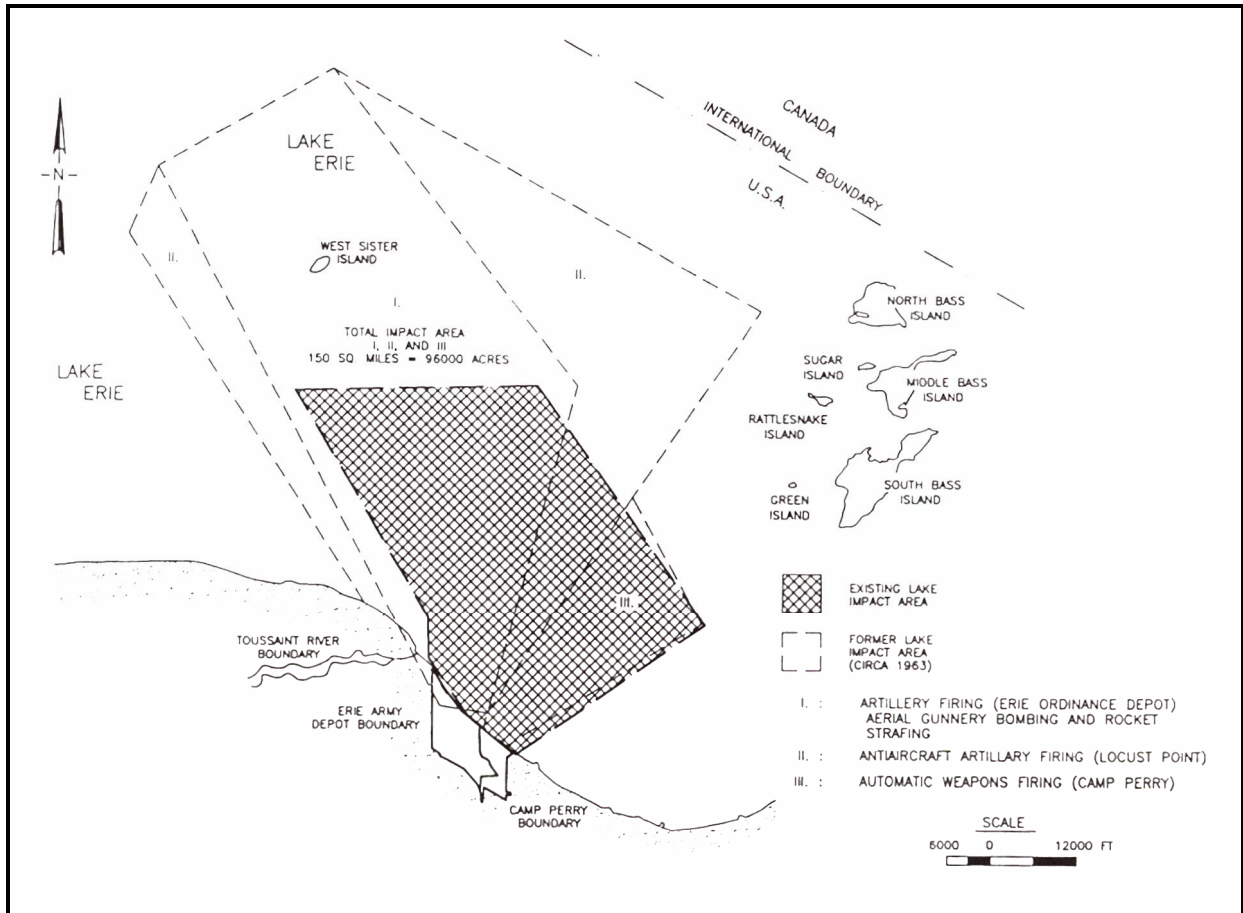 CANADA
INTERNATIONAL BOUNDARY
U.S.A.
LAKE
ERIE
-N-
WEST SISTER
ISLAND
II.
II.
I.
TOTAL IMPACT AREA
I, II, AND III
150 SQ. MILES = 96000 ACRES
NORTH BASS
ISLAND
SUGAR
ISLAND
MIDDLE BASS
ISLAND
LAKE
ERIE
RATTLESNAKE
ISLAND
SOUTH BASS
ISLAND
GREEN
ISLAND
III.
EXISTING LAKE
IMPACT AREA
TOUSSAINT RIVER
BOUNDARY
FORMER LAKE
IMPACT AREA
(CIRCA 1963)
ERIE ARMY
DEPOT BOUNDARY
I. : ARTILLERY FIRING (ERIE ORDINANCE DEPOT)
AERIAL GUNNERY BOMBING AND ROCKET
STRAFING
II. : ANTIAIRCRAFT ARTILLARY FIRING (LOCUST POINT)
III. : AUTOMATIC WEAPONS FIRING (CAMP PERRY)
CAMP PERRY
BOUNDARY
SCALE
6000 0 12000 FT